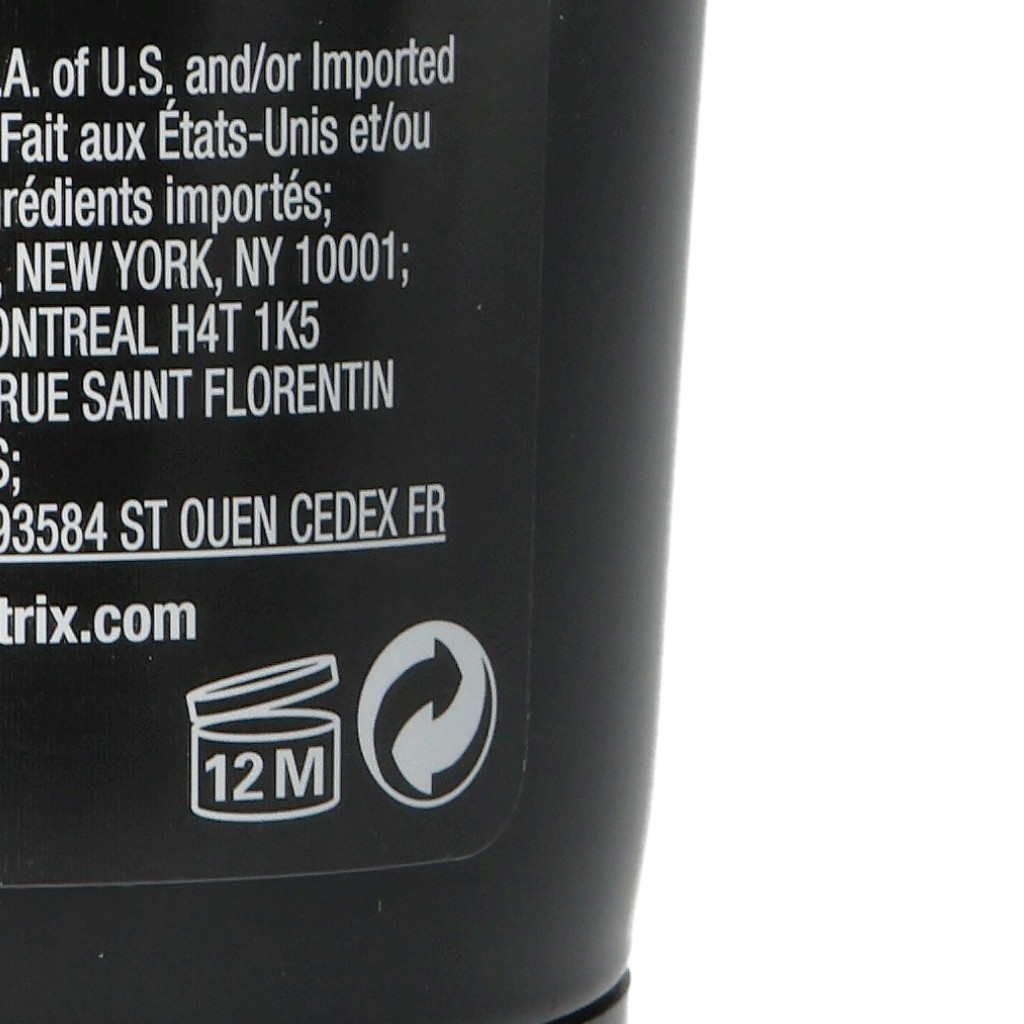 .A. of U.S. and/or Imported
Fait aux États-Unis et/ou
grédients importés;
, NEW YORK, NY 10001;
ONTREAL H4T 1K5
RUE SAINT FLORENTIN
S;
93584 ST OUEN CEDEX FR
trix.com
12 M